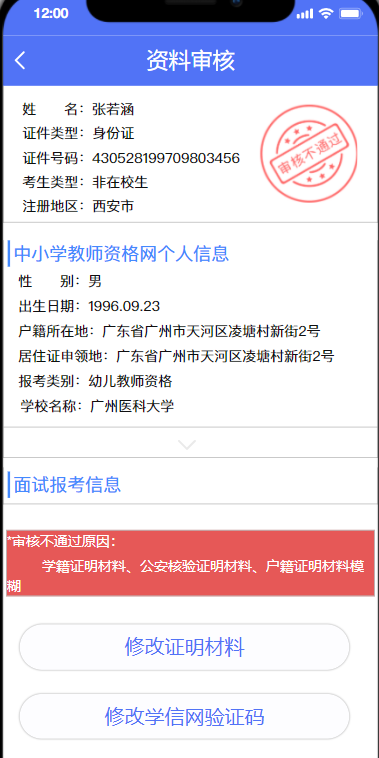 12:00
资料审核
姓 名：张若涵
证件类型：身份证
证件号码：430528199709803456
考生类型：非在校生
注册地区：西安市
审核不通过
中小学教师资格网个人信息
性 别：男
出生日期：1996.09.23
户籍所在地：广东省广州市天河区凌塘村新街2号
居住证申领地：广东省广州市天河区凌塘村新街2号
报考类别：幼儿教师资格
学校名称：广州医科大学
面试报考信息
*审核不通过原因：
学籍证明材料、公安核验证明材料、户籍证明材料模
糊
修改证明材料
修改学信网验证码